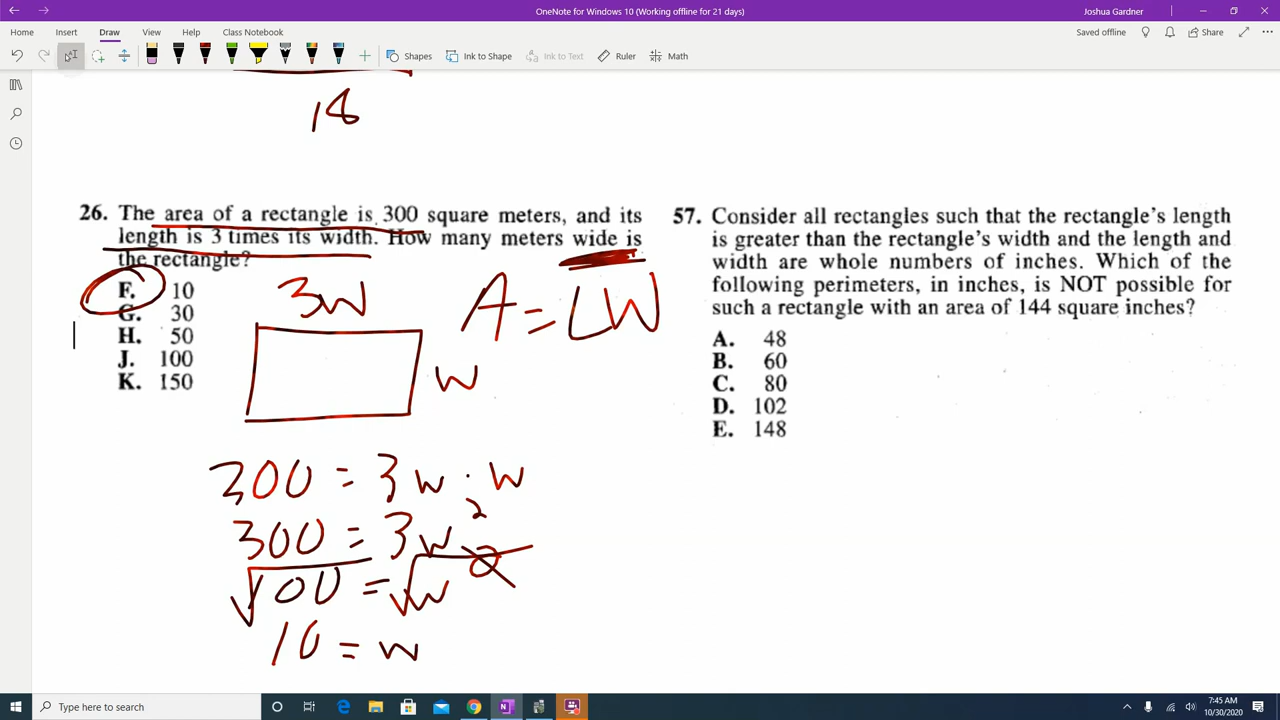 OneNote for Windows 10 (Working offline for 21 days)
Joshua Gardner
Home Insert Draw View Help Class Notebook
Saved offline
Share
Shapes Ink to Shape Ink to Text Ruler Math
18
26. The area of a rectangle is 300 square meters, and its
length is 3 times its width. How many meters wide is
the rectangle?
F. 10
G. 30
H. 50
J. 100
K. 150
3W
W
A = LW
300 = 3w · w
300 = 3w²
√100 = √w²
10 = w
57. Consider all rectangles such that the rectangle's length
is greater than the rectangle's width and the length and
width are whole numbers of inches. Which of the
following perimeters, in inches, is NOT possible for
such a rectangle with an area of 144 square inches?
A. 48
B. 60
C. 80
D. 102
E. 148
Type here to search
7:45 AM
10/30/2020